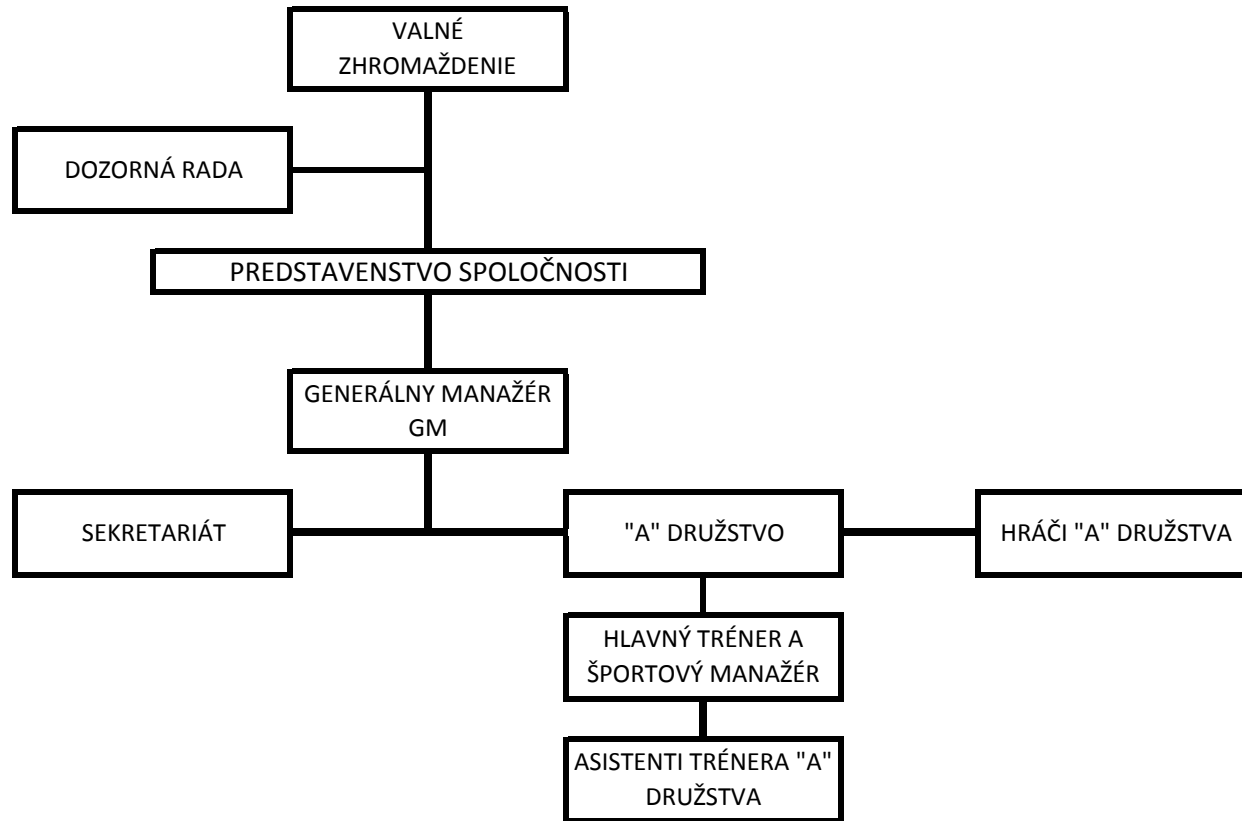 VALNÉ
ZHROMAŽDENIE
DOZORNÁ RADA
PREDSTAVENSTVO SPOLOČNOSTI
GENERÁLNY MANAŽÉR
GM
SEKRETARIÁT
"A" DRUŽSTVO
HRÁČI "A" DRUŽSTVA
HLAVNÝ TRÉNER A
ŠPORTOVÝ MANAŽÉR
ASISTENTI TRÉNERA "A"
DRUŽSTVA